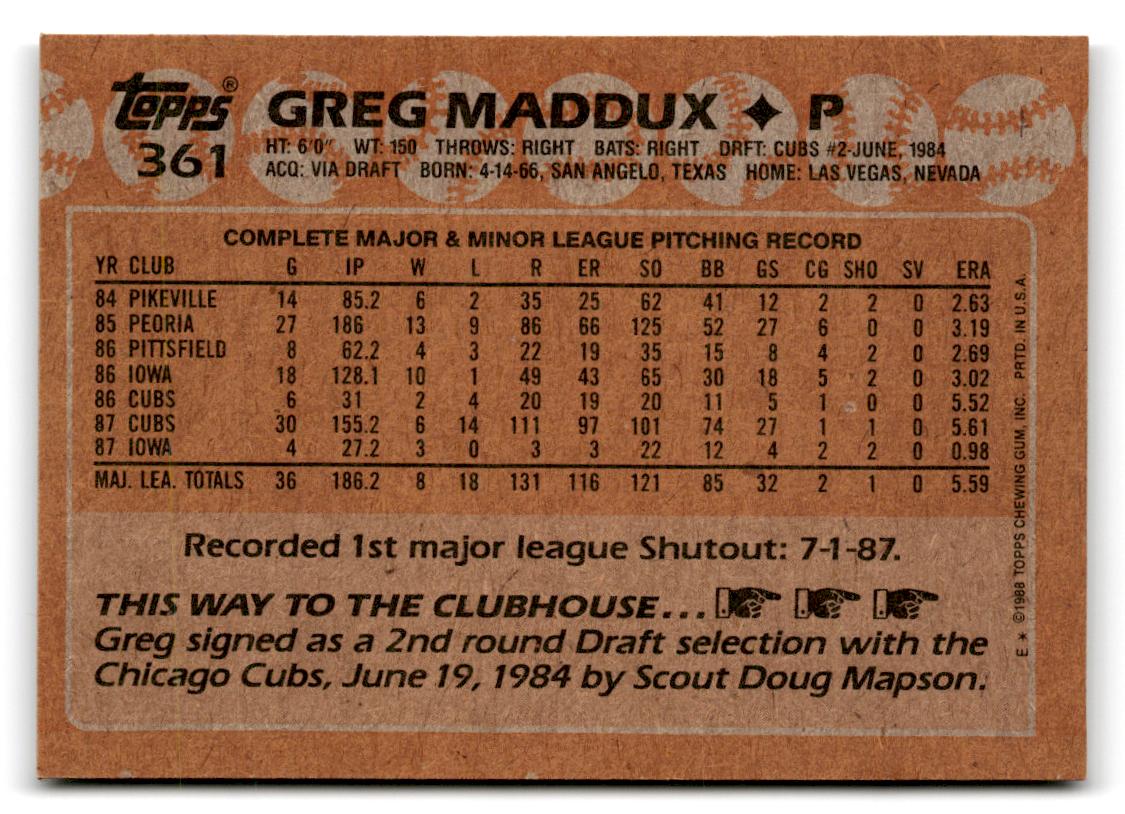 Topps® GREG MADDUX ✦ P
361
HT: 6'0" WT: 150 THROWS: RIGHT BATS: RIGHT DRFT: CUBS #2-JUNE, 1984
ACQ: VIA DRAFT BORN: 4-14-66, SAN ANGELO, TEXAS HOME: LAS VEGAS, NEVADA
COMPLETE MAJOR & MINOR LEAGUE PITCHING RECORD
YR CLUB G IP W L R ER SO BB GS CG SHO SV ERA
84 PIKEVILLE 14 85.2 6 2 35 25 62 41 12 2 2 0 2.63
85 PEORIA 27 186 13 9 86 66 125 52 27 6 0 0 3.19
86 PITTSFIELD 8 62.2 4 3 22 19 35 15 8 4 2 0 2.69
86 IOWA 18 128.1 10 1 49 43 65 30 18 5 2 0 3.02
86 CUBS 6 31 2 4 20 19 20 11 5 1 0 0 5.52
87 CUBS 30 155.2 6 14 111 97 101 74 27 1 1 0 5.61
87 IOWA 4 27.2 3 0 3 3 22 12 4 2 2 0 0.98
MAJ. LEA. TOTALS 36 186.2 8 18 131 116 121 85 32 2 1 0 5.59
Recorded 1st major league Shutout: 7-1-87.
THIS WAY TO THE CLUBHOUSE...
Greg signed as a 2nd round Draft selection with the
Chicago Cubs, June 19, 1984 by Scout Doug Mapson.
E* ©1988 TOPPS CHEWING GUM, INC. PRTD. IN U.S.A.